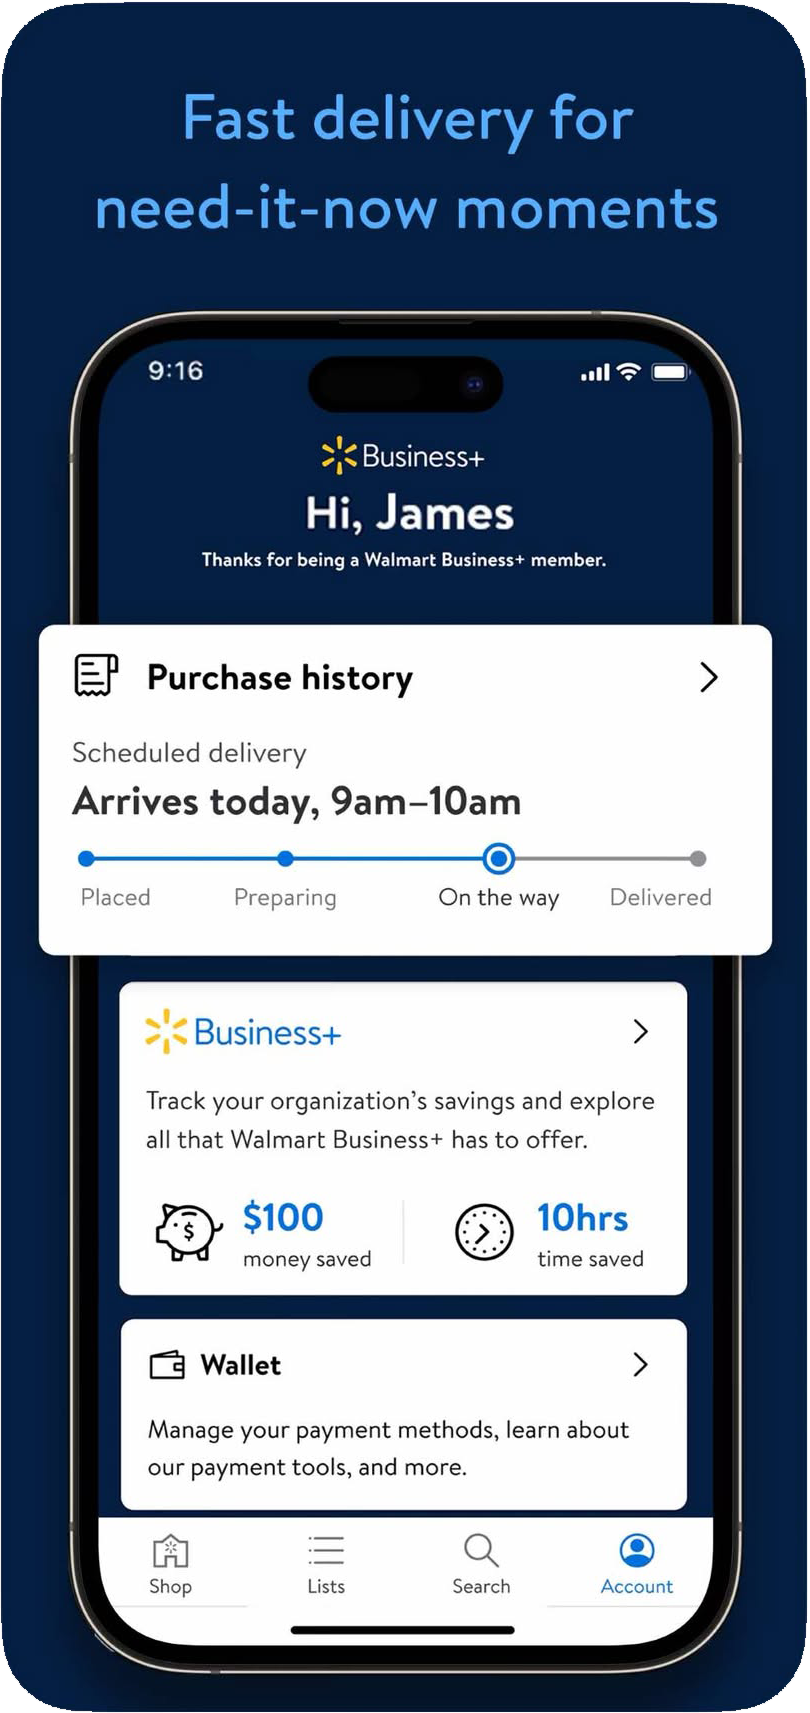 Fast delivery for
need-it-now moments
9:16
Business+
Hi, James
Thanks for being a Walmart Business+ member.
Purchase history
Scheduled delivery
Arrives today, 9am–10am
Placed Preparing On the way Delivered
Business+
Track your organization's savings and explore
all that Walmart Business+ has to offer.
$
$100 10hrs
money saved time saved
Wallet
Manage your payment methods, learn about
our payment tools, and more.
Shop Lists Search Account